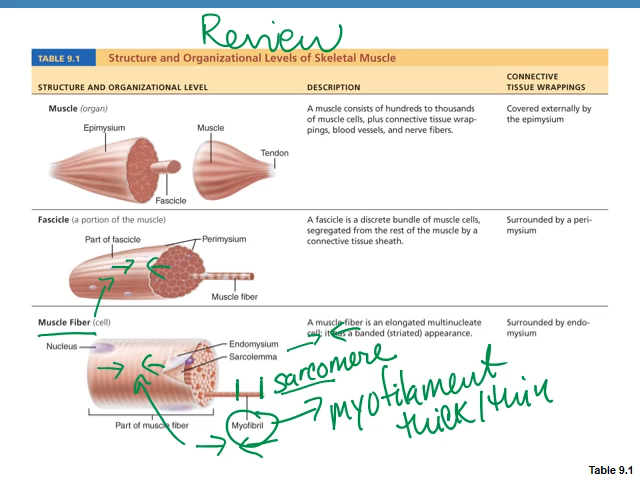 Review
TABLE 9.1 Structure and Organizational Levels of Skeletal Muscle
STRUCTURE AND ORGANIZATIONAL LEVEL
DESCRIPTION
CONNECTIVE
TISSUE WRAPPINGS
Muscle (organ)
Epimysium
Muscle
Tendon
Fascicle
A muscle consists of hundreds to thousands
of muscle cells, plus connective tissue wrap-
pings, blood vessels, and nerve fibers.
Covered externally by
the epimysium
Fascicle (a portion of the muscle)
Part of fascicle
Perimysium
Muscle fiber
A fascicle is a discrete bundle of muscle cells,
segregated from the rest of the muscle by a
connective tissue sheath.
Surrounded by a peri-
mysium
Muscle Fiber (cell)
Nucleus
Endomysium
Sarcolemma
Part of muscle fiber
Myofibril
A muscle fiber is an elongated multinucleate
cell; it has a banded (striated) appearance.
Surrounded by endo-
mysium
sarcomere
myofilament
thick/thin
Table 9.1